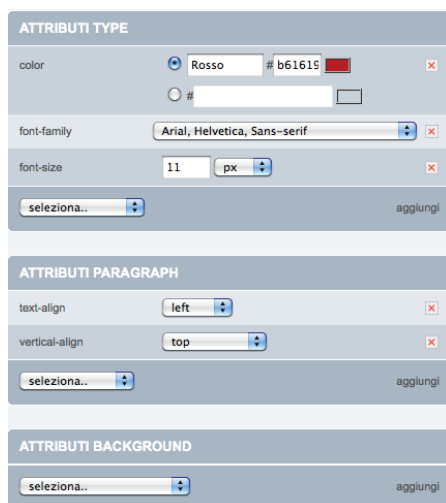 ATTRIBUTI TYPE
color Rosso # b61619
#
font-family Arial, Helvetica, Sans-serif
font-size 11 px
seleziona.. aggiungi
ATTRIBUTI PARAGRAPH
text-align left
vertical-align top
seleziona.. aggiungi
ATTRIBUTI BACKGROUND
seleziona.. aggiungi